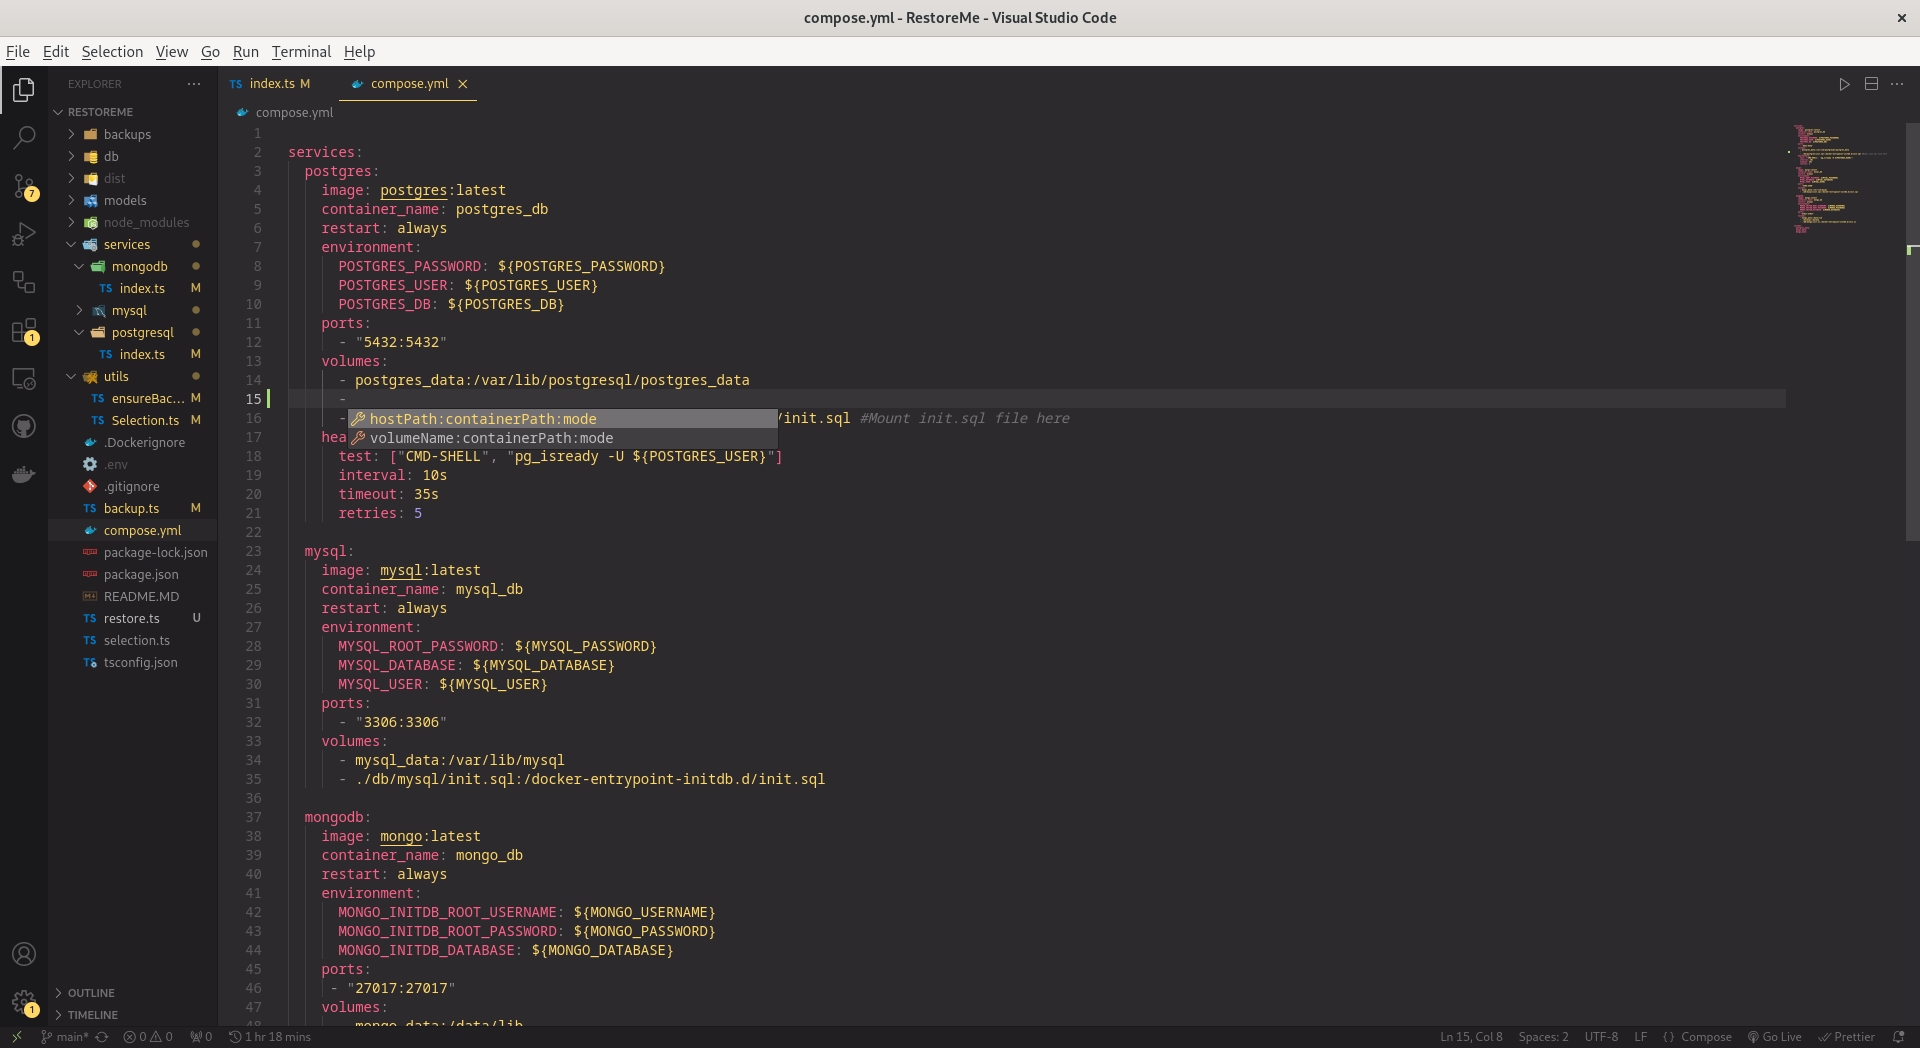 compose.yml - RestoreMe - Visual Studio Code
File Edit Selection View Go Run Terminal Help
EXPLORER
RESTOREME
backups
db
dist
models
node_modules
services
mongodb
index.ts M
mysql
postgresql
index.ts M
utils
ensureBac... M
Selection.ts M
.Dockerignore
.env
.gitignore
backup.ts M
compose.yml
package-lock.json
package.json
README.MD
restore.ts U
selection.ts
tsconfig.json
OUTLINE
TIMELINE
7
1
1
TS index.ts M compose.yml
compose.yml
1
2 services:
3 postgres:
4 image: postgres:latest
5 container_name: postgres_db
6 restart: always
7 environment:
8 POSTGRES_PASSWORD: ${POSTGRES_PASSWORD}
9 POSTGRES_USER: ${POSTGRES_USER}
10 POSTGRES_DB: ${POSTGRES_DB}
11 ports:
12 - "5432:5432"
13 volumes:
14 - postgres_data:/var/lib/postgresql/postgres_data
15 -
16 - /init.sql #Mount init.sql file here
hostPath:containerPath:mode
volumeName:containerPath:mode
17 hea
18 test: ["CMD-SHELL", "pg_isready -U ${POSTGRES_USER}"]
19 interval: 10s
20 timeout: 35s
21 retries: 5
22
23 mysql:
24 image: mysql:latest
25 container_name: mysql_db
26 restart: always
27 environment:
28 MYSQL_ROOT_PASSWORD: ${MYSQL_PASSWORD}
29 MYSQL_DATABASE: ${MYSQL_DATABASE}
30 MYSQL_USER: ${MYSQL_USER}
31 ports:
32 - "3306:3306"
33 volumes:
34 - mysql_data:/var/lib/mysql
35 - ./db/mysql/init.sql:/docker-entrypoint-initdb.d/init.sql
36
37 mongodb:
38 image: mongo:latest
39 container_name: mongo_db
40 restart: always
41 environment:
42 MONGO_INITDB_ROOT_USERNAME: ${MONGO_USERNAME}
43 MONGO_INITDB_ROOT_PASSWORD: ${MONGO_PASSWORD}
44 MONGO_INITDB_DATABASE: ${MONGO_DATABASE}
45 ports:
46 - "27017:27017"
47 volumes:
48 - mongo_data:/data/lib
main* 0 0 0 1 hr 18 mins Ln 15, Col 8 Spaces: 2 UTF-8 LF {} Compose Go Live Prettier